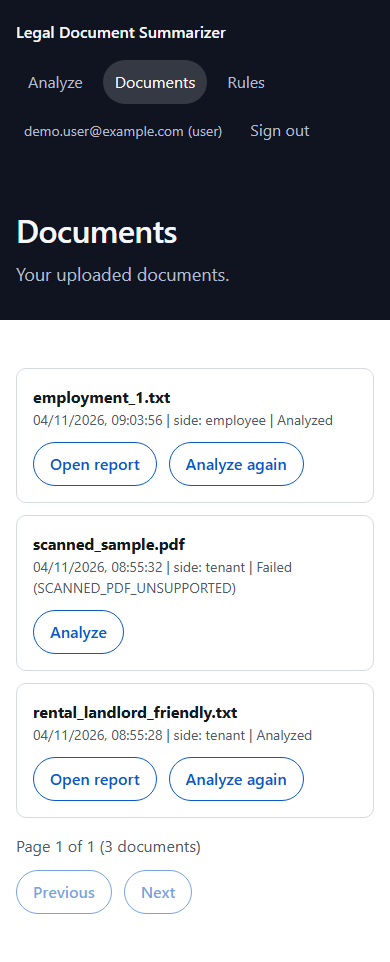 Legal Document Summarizer
Analyze Documents Rules
demo.user@example.com (user) Sign out
Documents
Your uploaded documents.
employment_1.txt
04/11/2026, 09:03:56 | side: employee | Analyzed
Open report Analyze again
scanned_sample.pdf
04/11/2026, 08:55:32 | side: tenant | Failed
(SCANNED_PDF_UNSUPPORTED)
Analyze
rental_landlord_friendly.txt
04/11/2026, 08:55:28 | side: tenant | Analyzed
Open report Analyze again
Page 1 of 1 (3 documents)
Previous Next